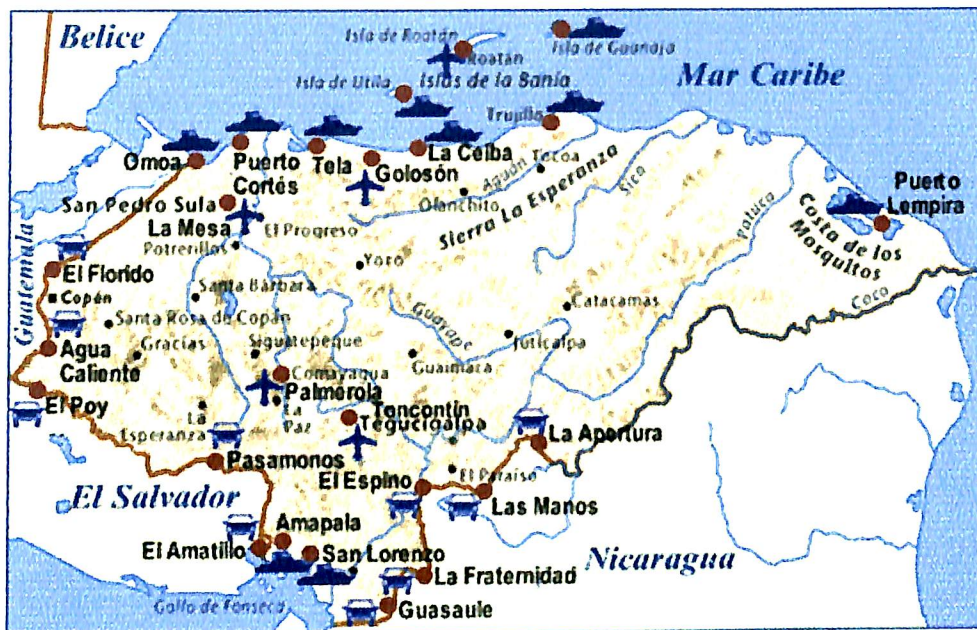 Belice
Isla de Roatán
Roatán
Isla de Guanaja
Isla de Utila
Islas de la Bahía
Mar Caribe
Trujillo
Omoa
Puerto
Cortés
Tela
Golosón
La Ceiba
Aguán
Tocoa
Olanchito
Sierra La Esperanza
Sico
Patuca
Puerto
Lempira
Costa de los
Mosquitos
San Pedro Sula
La Mesa
El Progreso
Potrerillos
Yoro
Guatemala
El Florido
Copán
Santa Bárbara
Santa Rosa de Copán
Catacamas
Coco
Guayape
Agua
Caliente
Gracias
Siguatepeque
Guaimaca
Juticalpa
Comayagua
Palmerola
El Poy
La
Esperanza
La
Paz
Toncontín
Tegucigalpa
La Apertura
Pasamonos
El Paraíso
El Salvador
El Espino
Las Manos
Amapala
El Amatillo
San Lorenzo
Nicaragua
La Fraternidad
Golfo de Fonseca
Guasaule